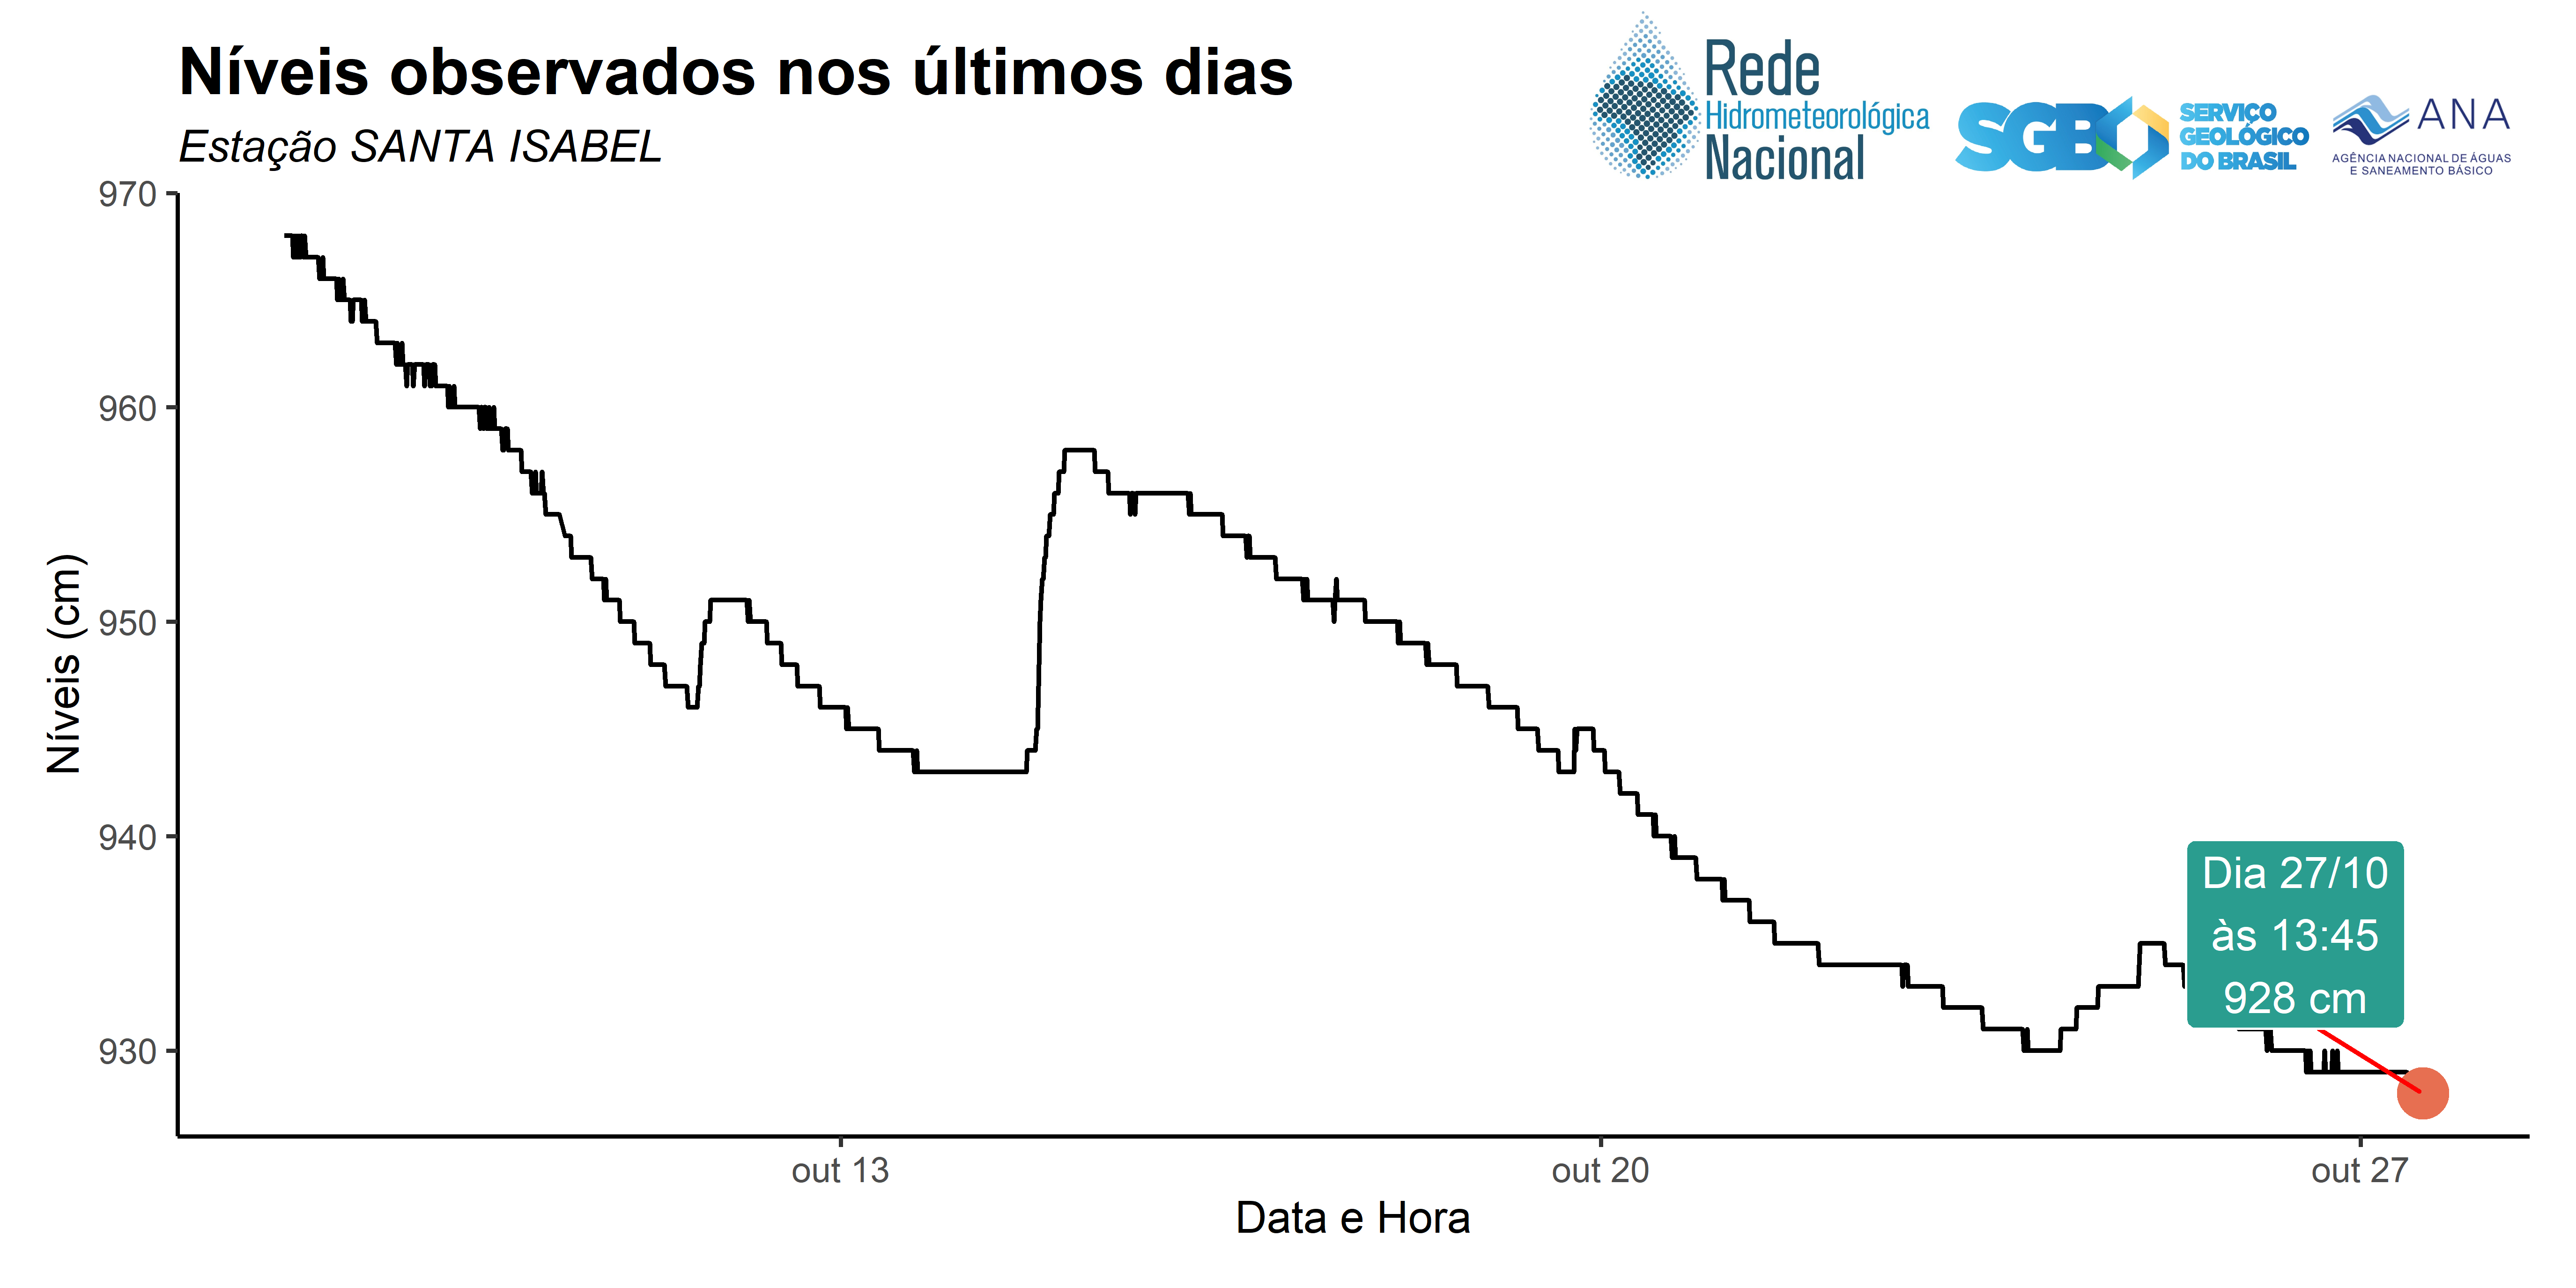 Níveis observados nos últimos dias
Estação SANTA ISABEL
Rede
Hidrometeorológica
Nacional
SGB
SERVIÇO
GEOLÓGICO
DO BRASIL
ANA
AGÊNCIA NACIONAL DE ÁGUAS
E SANEAMENTO BÁSICO
Níveis (cm)
970
960
950
940
930
Dia 27/10
às 13:45
928 cm
out 13
out 20
out 27
Data e Hora